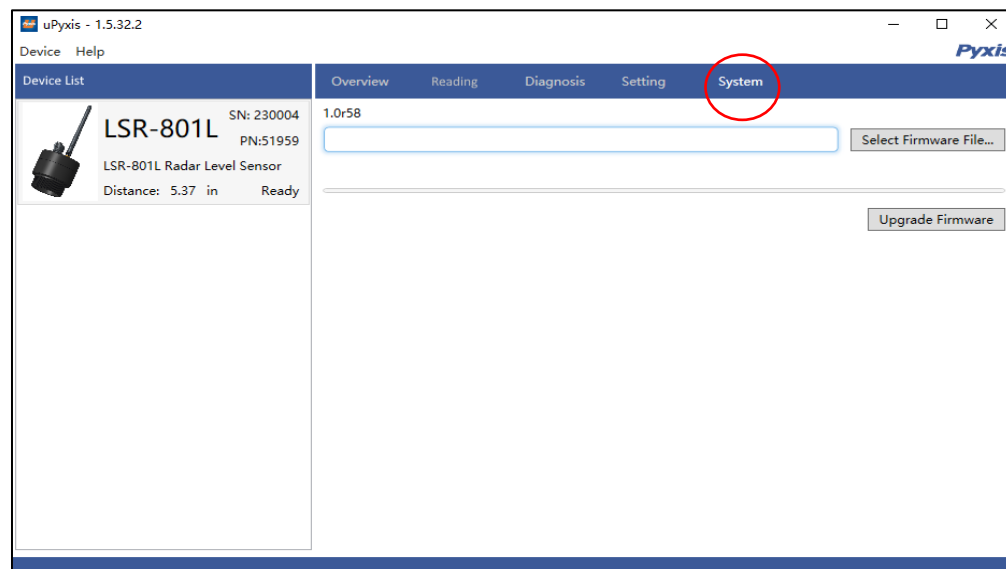 uPyxis - 1.5.32.2
Device Help
Pyxis
Device List
Overview Reading Diagnosis Setting System
LSR-801L
SN: 230004
PN:51959
LSR-801L Radar Level Sensor
Distance: 5.37 in Ready
1.0r58
Select Firmware File...
Upgrade Firmware